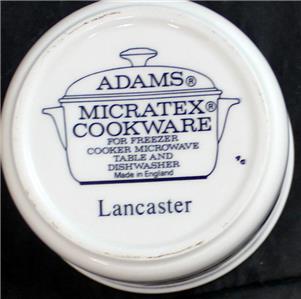 ADAMS®
MICRATEX®
COOKWARE
FOR FREEZER
COOKER MICROWAVE
TABLE AND
DISHWASHER
Made in England
Lancaster